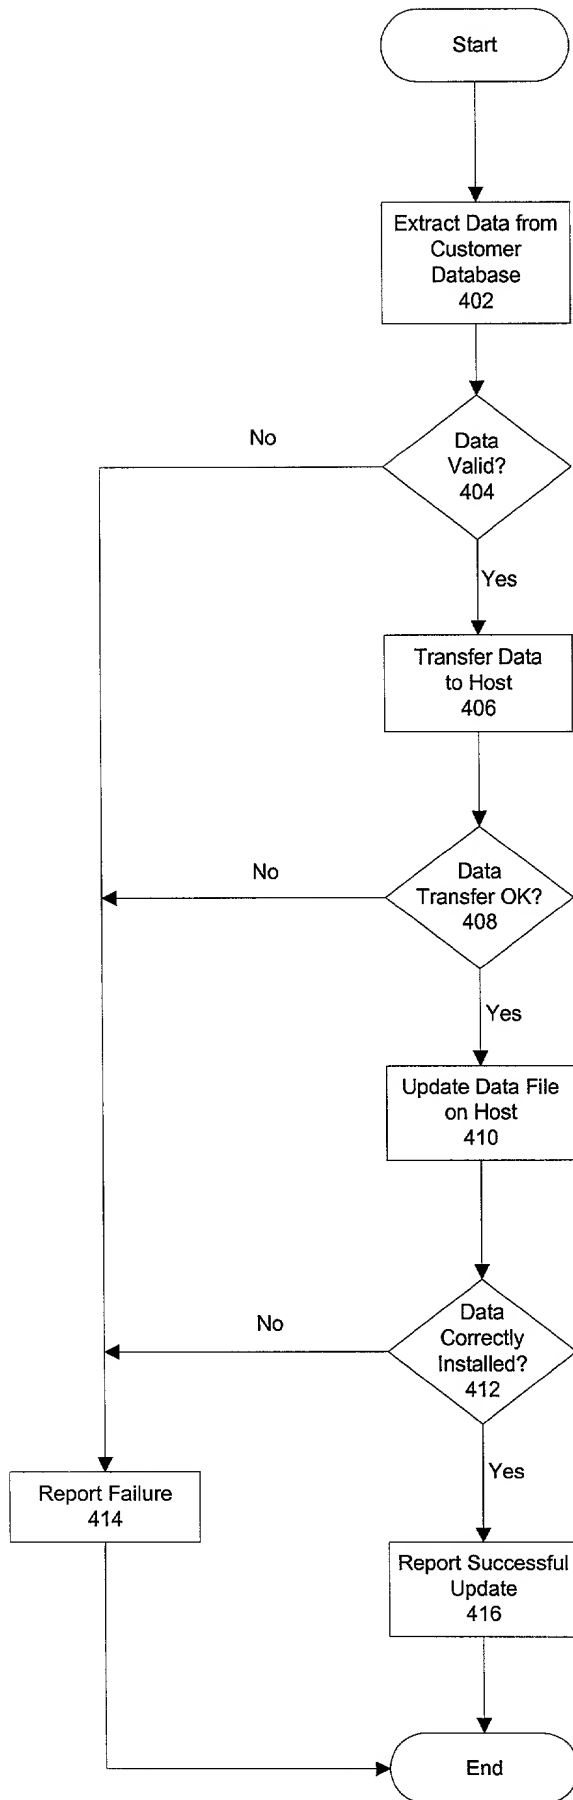 Start
Extract Data from
Customer
Database
402
No
Data
Valid?
404
Yes
Transfer Data
to Host
406
No
Data
Transfer OK?
408
Yes
Update Data File
on Host
410
No
Data
Correctly
Installed?
412
Yes
Report Failure
414
Report Successful
Update
416
End